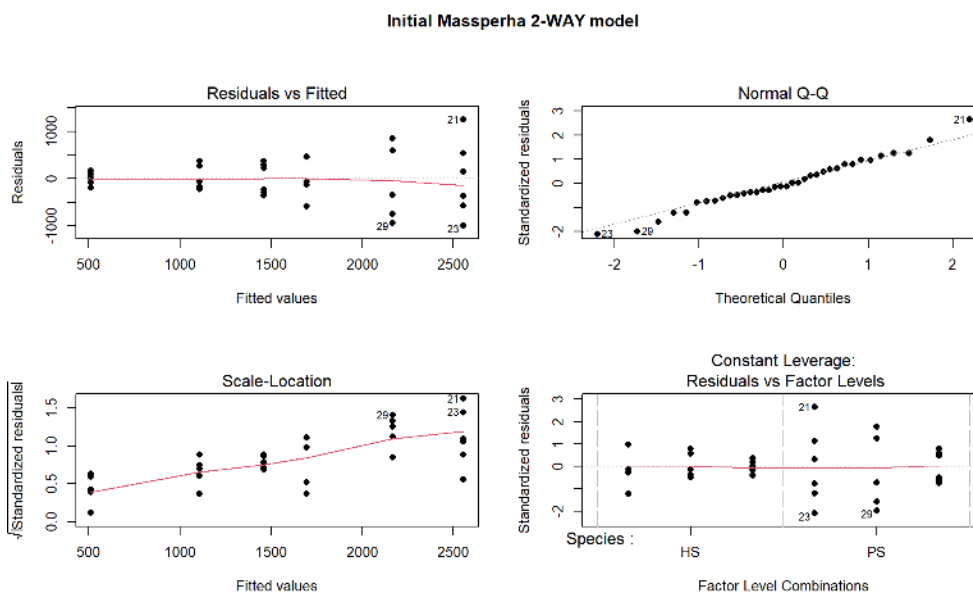 Initial Massperha 2-WAY model
Residuals vs Fitted
Residuals
-1000 0 1000
21
29
23
500 1000 1500 2000 2500
Fitted values
Normal Q-Q
Standardized residuals
-2 0 1 2 3
21
23 29
-2 -1 0 1 2
Theoretical Quantiles
Scale-Location
√|Standardized residuals|
0.0 0.5 1.0 1.5
21
29 23
500 1000 1500 2000 2500
Fitted values
Constant Leverage:
Residuals vs Factor Levels
Standardized residuals
-2 0 1 2 3
21
23 29
Species :
HS PS
Factor Level Combinations